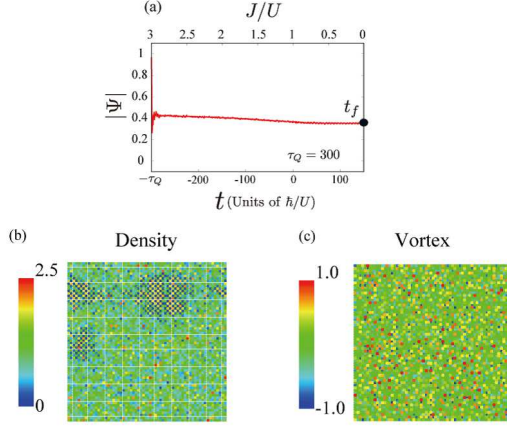 (a)
J/U
3 2.5 2 1.5 1 0.5 0
1
0.8
0.6
0.4
0.2
0
|Ψ|
t_f
τ_Q = 300
−τ_Q -200 -100 0 100
t (Units of ℏ/U)
(b) Density
2.5
0
(c) Vortex
1.0
-1.0